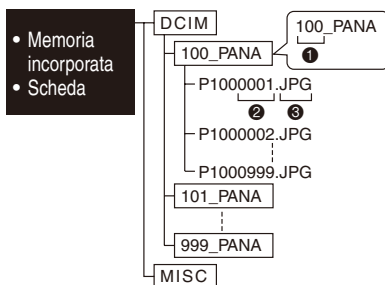 • Memoria incorporata
• Scheda
DCIM
100_PANA
100_PANA
❶
P1000001.JPG
❷ ❸
P1000002.JPG
P1000999.JPG
101_PANA
999_PANA
MISC